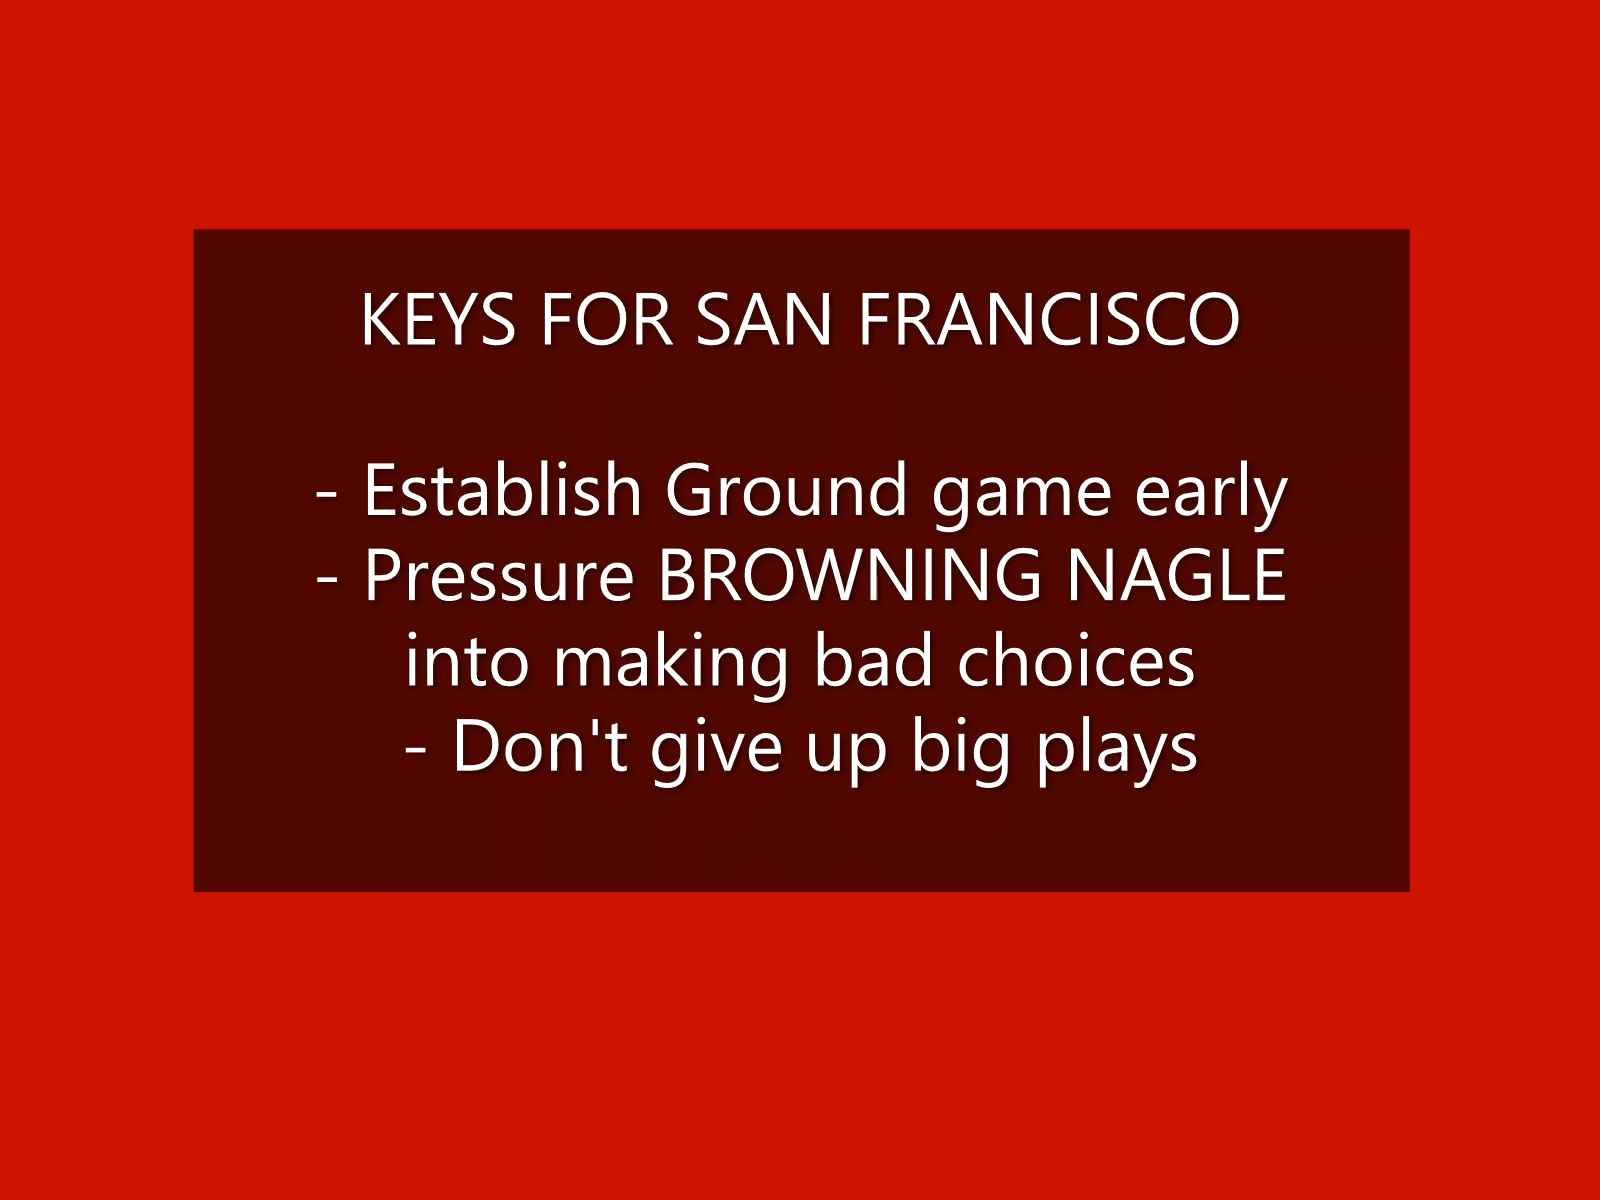 KEYS FOR SAN FRANCISCO
- Establish Ground game early
- Pressure BROWNING NAGLE
into making bad choices
- Don't give up big plays